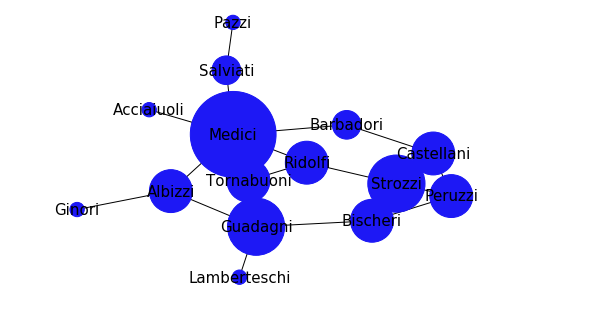 Pazzi
Salviati
Acciaiuoli
Medici
Barbadori
Castellani
Ridolfi
Tornabuoni
Strozzi
Albizzi
Peruzzi
Ginori
Bischeri
Guadagni
Lamberteschi